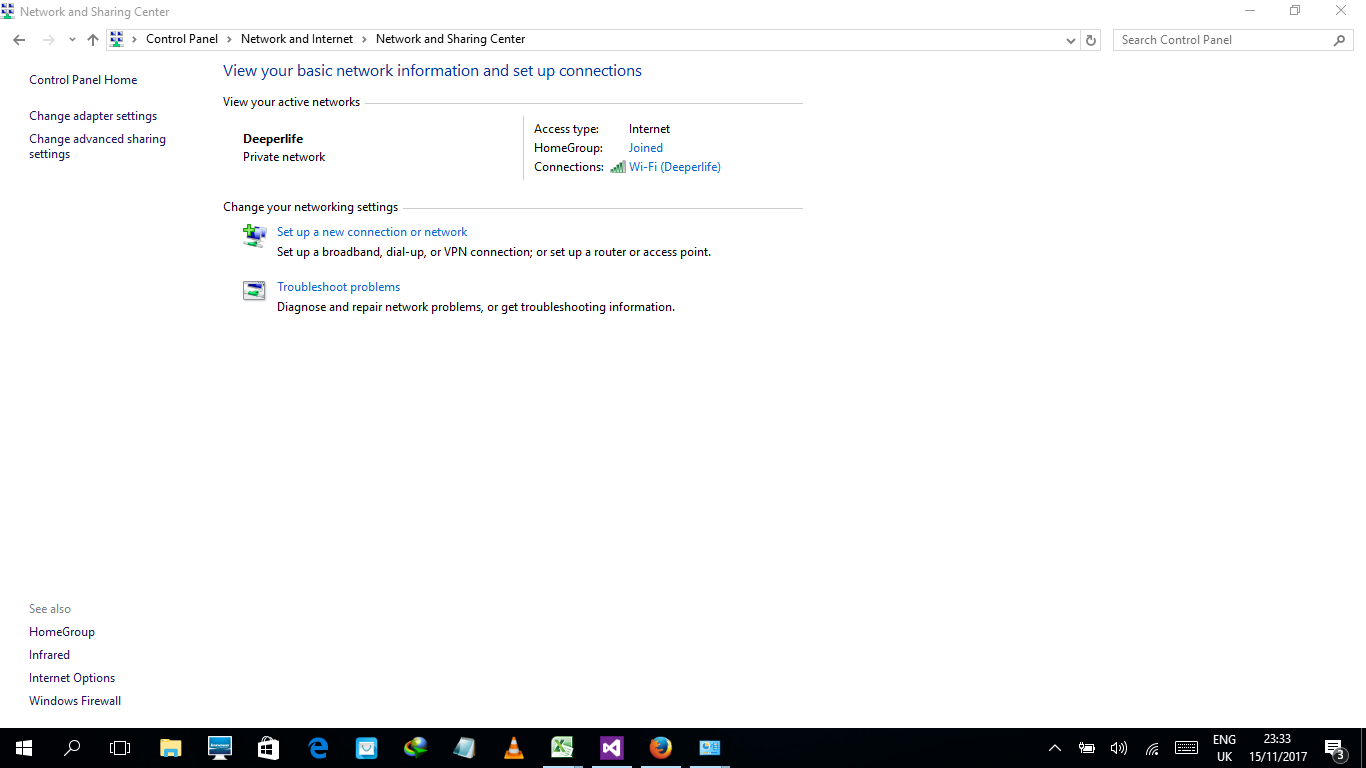 Network and Sharing Center
Control Panel > Network and Internet > Network and Sharing Center
Search Control Panel
Control Panel Home
Change adapter settings
Change advanced sharing
settings
View your basic network information and set up connections
View your active networks
Deeperlife
Private network
Access type: Internet
HomeGroup: Joined
Connections: Wi-Fi (Deeperlife)
Change your networking settings
Set up a new connection or network
Set up a broadband, dial-up, or VPN connection; or set up a router or access point.
Troubleshoot problems
Diagnose and repair network problems, or get troubleshooting information.
See also
HomeGroup
Infrared
Internet Options
Windows Firewall
ENG
UK
23:33
15/11/2017
3